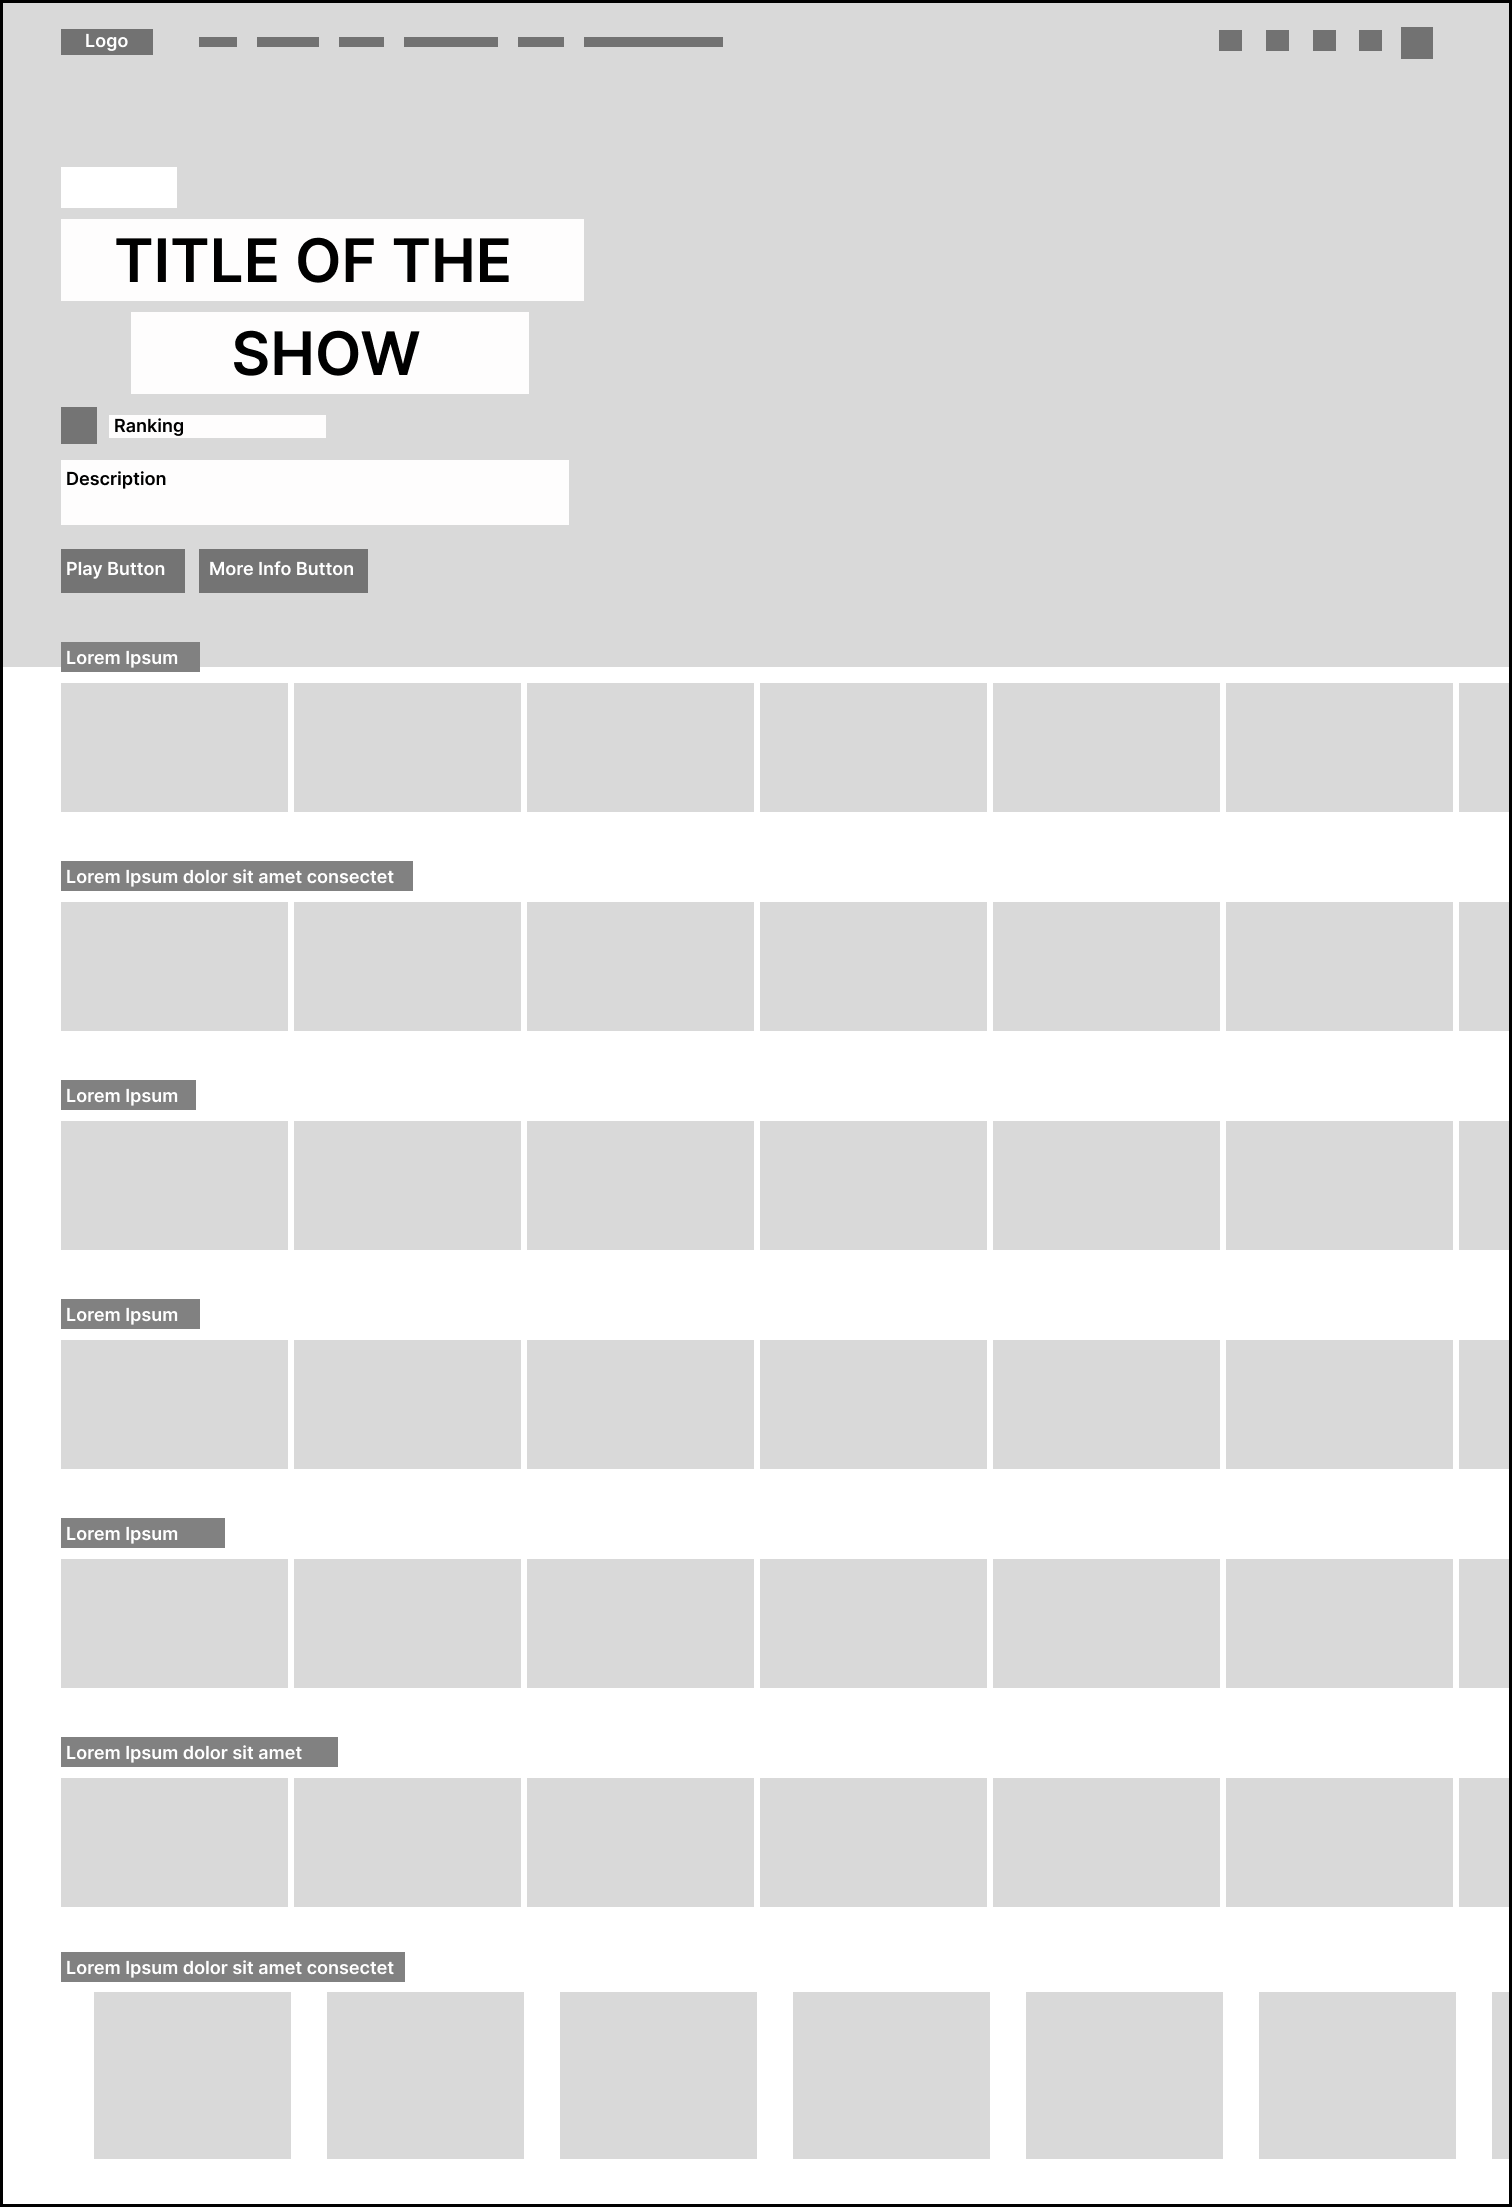 Logo
TITLE OF THE
SHOW
Ranking
Description
Play Button
More Info Button
Lorem Ipsum
Lorem Ipsum dolor sit amet consectet
Lorem Ipsum
Lorem Ipsum
Lorem Ipsum
Lorem Ipsum dolor sit amet
Lorem Ipsum dolor sit amet consectet